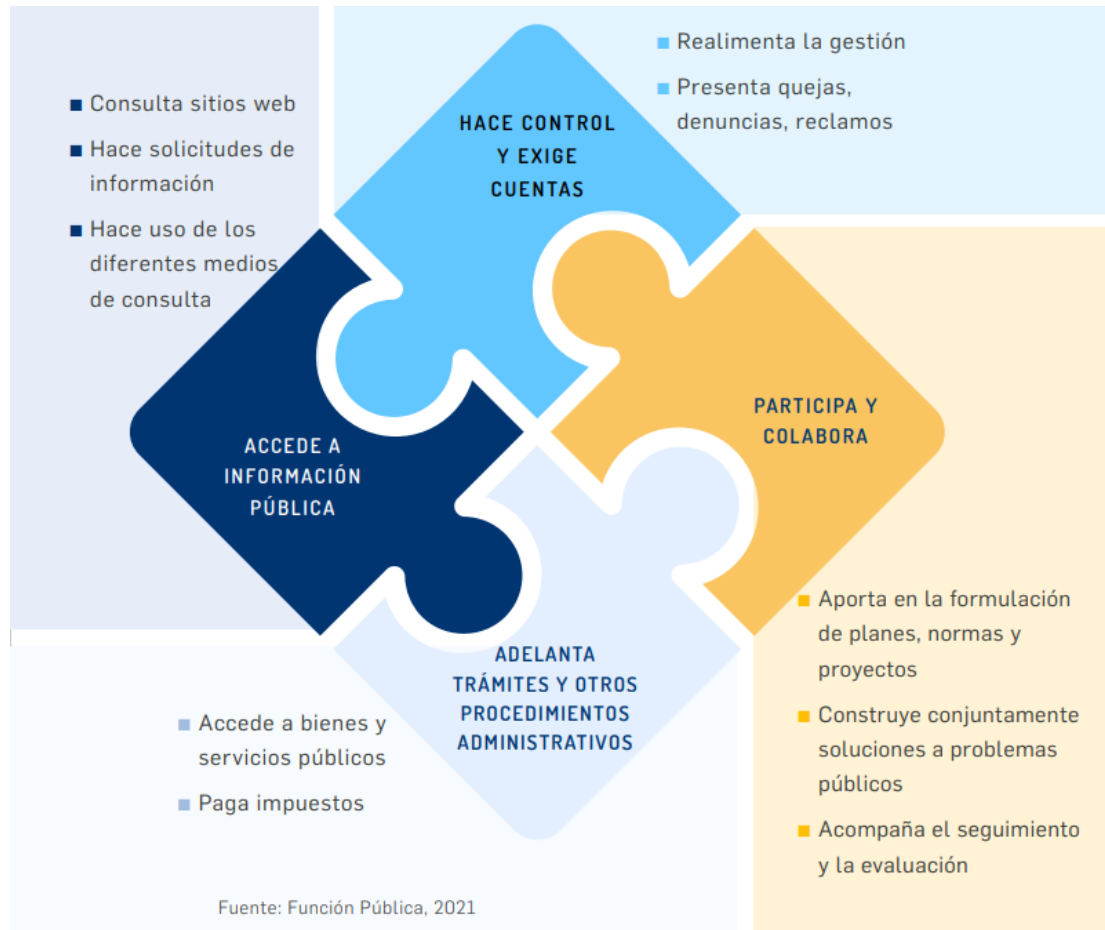 ■ Consulta sitios web
■ Hace solicitudes de
información
■ Hace uso de los
diferentes medios
de consulta
HACE CONTROL
Y EXIGE
CUENTAS
■ Realimenta la gestión
■ Presenta quejas,
denuncias, reclamos
ACCEDE A
INFORMACIÓN
PÚBLICA
PARTICIPA Y
COLABORA
ADELANTA
TRÁMITES Y OTROS
PROCEDIMIENTOS
ADMINISTRATIVOS
■ Accede a bienes y
servicios públicos
■ Paga impuestos
■ Aporta en la formulación
de planes, normas y
proyectos
■ Construye conjuntamente
soluciones a problemas
públicos
■ Acompaña el seguimiento
y la evaluación
Fuente: Función Pública, 2021